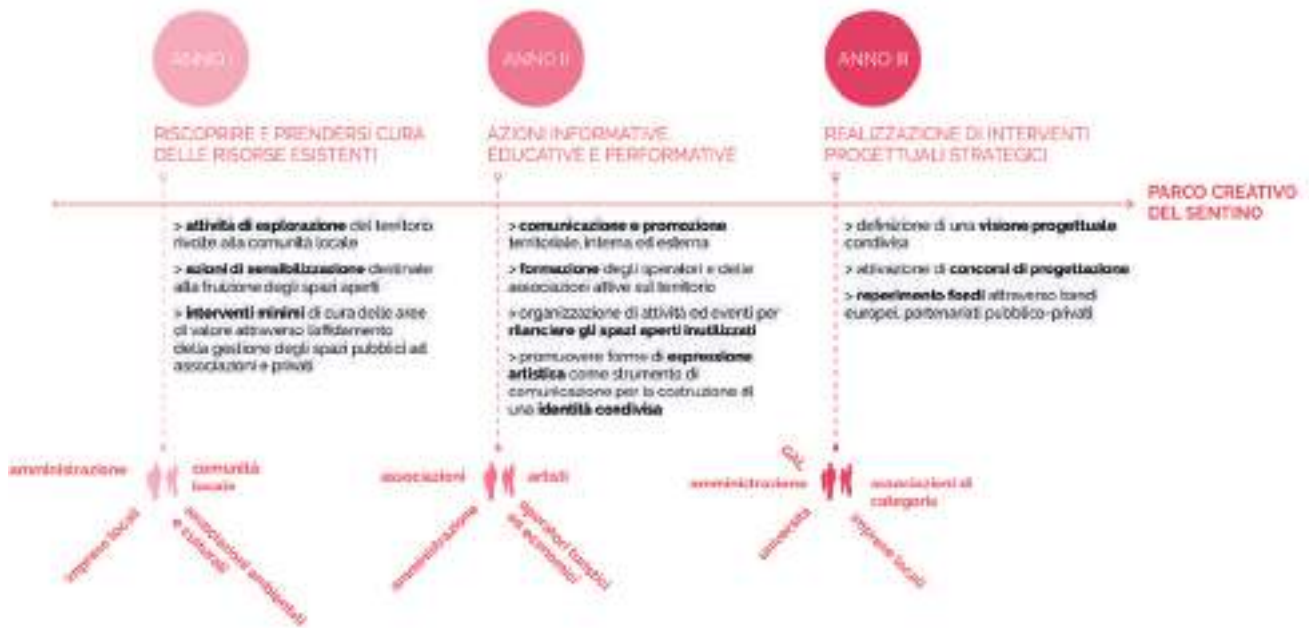 ANNO I
RISCOPRIRE E PRENDERSI CURA
DELLE RISORSE ESISTENTI
> attività di esplorazione del territorio
rivolte alla comunità locale
> azioni di sensibilizzazione destinate
alla fruizione degli spazi aperti
> interventi minimi di cura delle aree
di valore attraverso l'affidamento
della gestione degli spazi pubblici ad
associazioni e privati
amministrazione
comunità
locale
imprese locali
associazioni ambientali
e culturali
ANNO II
AZIONI INFORMATIVE
EDUCATIVE E PERFORMATIVE
> comunicazione e promozione
territoriale, interna ed esterna
> formazione degli operatori e delle
associazioni attive sul territorio
> organizzazione di attività ed eventi per
rilanciare gli spazi aperti inutilizzati
> promuovere forme di espressione
artistica come strumento di
comunicazione per la costruzione di
una identità condivisa
associazioni
artisti
amministrazione
operatori turistici
ed economici
ANNO III
REALIZZAZIONE DI INTERVENTI
PROGETTUALI STRATEGICI
> definizione di una visione progettuale
condivisa
> attivazione di concorsi di progettazione
> reperimento fondi attraverso bandi
europei, partenariati pubblico-privati
GAL
amministrazione
associazioni di
categoria
università
imprese locali
PARCO CREATIVO
DEL SENTINO